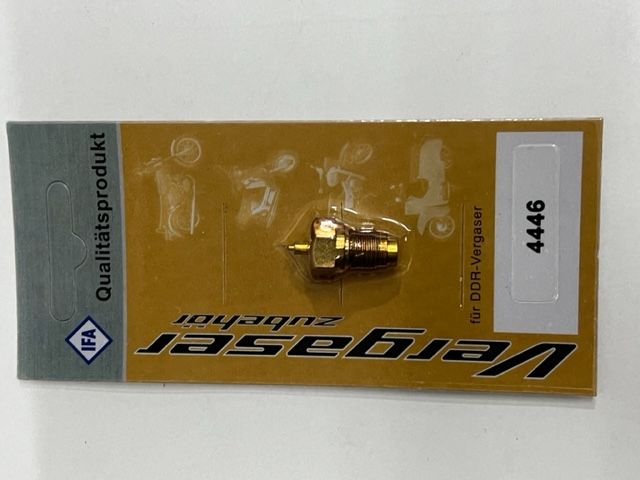 IFA
Qualitätsprodukt
Vergaser
zubehör
für DDR-Vergaser
4446